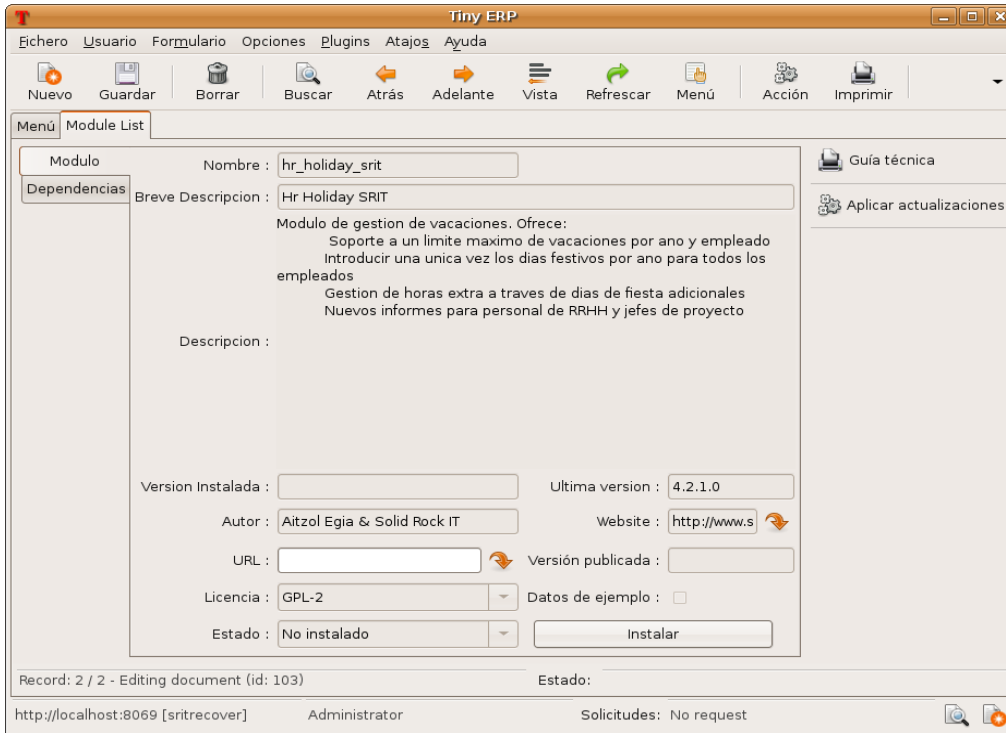 Tiny ERP
Fichero Usuario Formulario Opciones Plugins Atajos Ayuda
Nuevo Guardar Borrar Buscar Atrás Adelante Vista Refrescar Menú Acción Imprimir
Menú Module List
Modulo
Dependencias
Nombre : hr_holiday_srit
Breve Descripcion : Hr Holiday SRIT
Descripcion :
Modulo de gestion de vacaciones. Ofrece:
Soporte a un limite maximo de vacaciones por ano y empleado
Introducir una unica vez los dias festivos por ano para todos los
empleados
Gestion de horas extra a traves de dias de fiesta adicionales
Nuevos informes para personal de RRHH y jefes de proyecto
Version Instalada : Ultima version : 4.2.1.0
Autor : Aitzol Egia & Solid Rock IT Website : http://www.s
URL : Versión publicada :
Licencia : GPL-2 Datos de ejemplo :
Estado : No instalado Instalar
Guía técnica
Aplicar actualizaciones
Record: 2 / 2 - Editing document (id: 103) Estado:
http://localhost:8069 [sritrecover] Administrator Solicitudes: No request